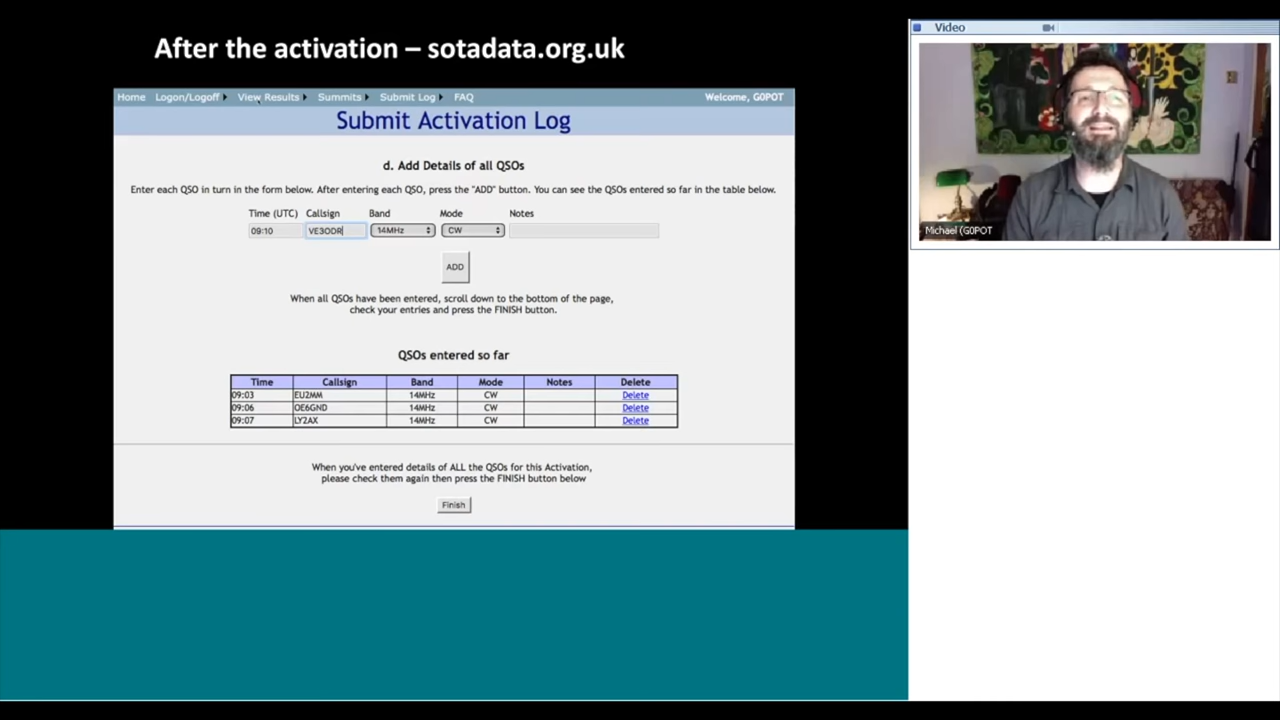 After the activation – sotadata.org.uk
Home Logon/Logoff View Results Summits Submit Log FAQ Welcome, G0POT
Submit Activation Log
d. Add Details of all QSOs
Enter each QSO in turn in the form below. After entering each QSO, press the "ADD" button. You can see the QSOs entered so far in the table below.
Time (UTC) Callsign Band Mode Notes
09:10 VE3ODR 14MHz CW
ADD
When all QSOs have been entered, scroll down to the bottom of the page,
check your entries and press the FINISH button.
QSOs entered so far
Time Callsign Band Mode Notes Delete
09:03 EU2MM 14MHz CW Delete
09:06 OE6GND 14MHz CW Delete
09:07 LY2AX 14MHz CW Delete
When you've entered details of ALL the QSOs for this Activation,
please check them again then press the FINISH button below
Finish
Video
Michael (G0POT